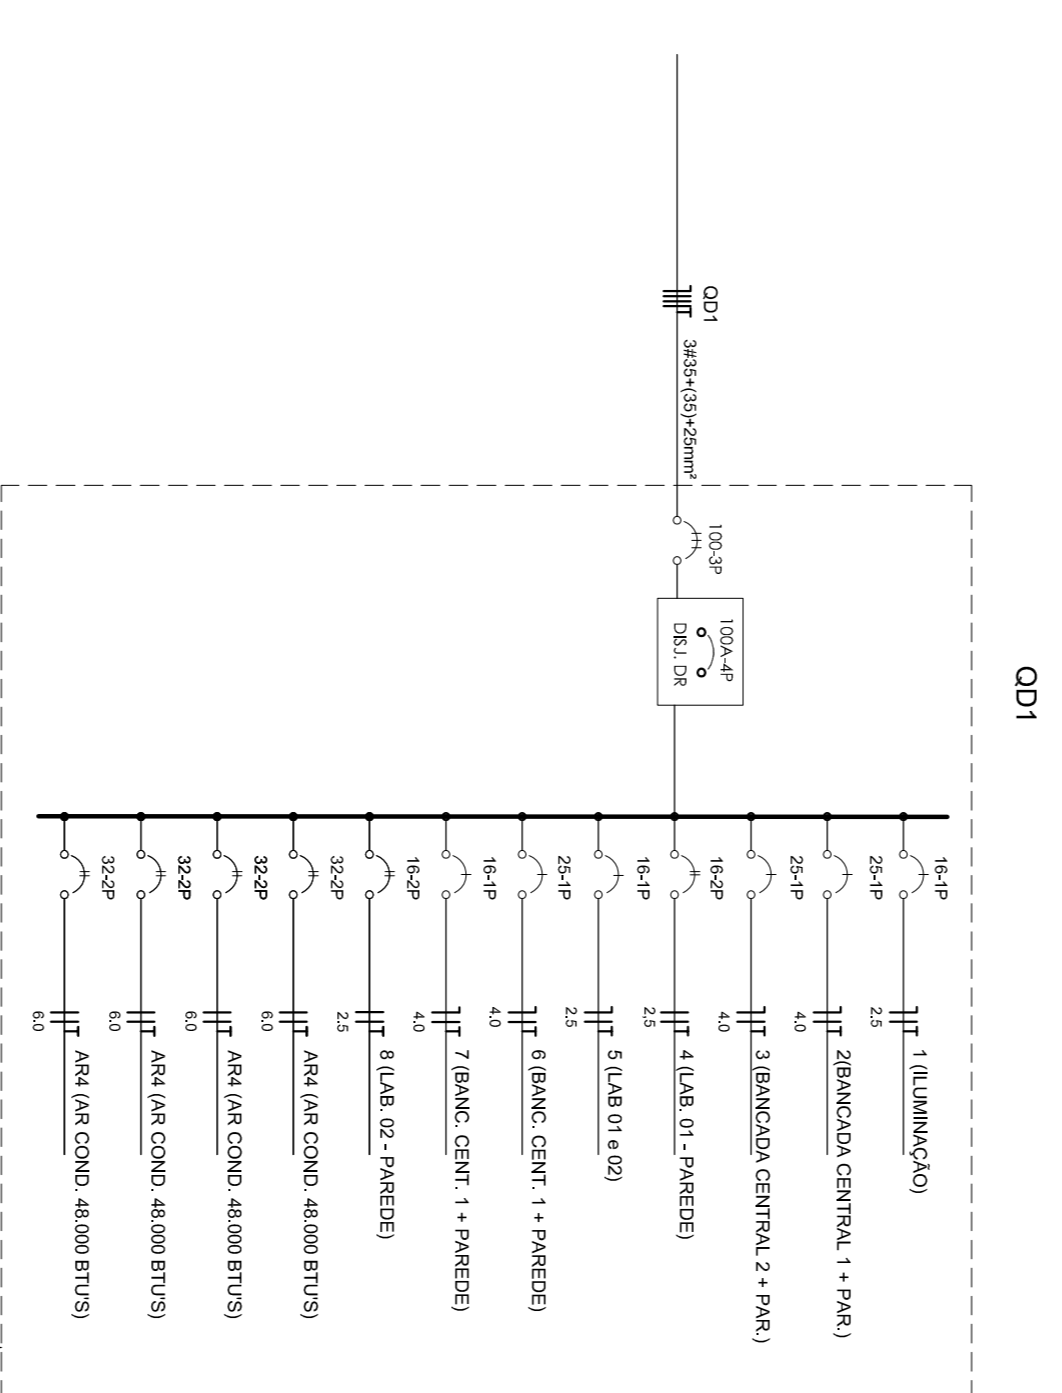 QD1
QD1
3#35+(35)+25mm²
100-3P
100A-4P
DISJ. DR
16-1P
2.5
1 (ILUMINAÇÃO)
25-1P
4.0
2(BANCADA CENTRAL 1 + PAR.)
25-1P
4.0
3 (BANCADA CENTRAL 2 + PAR.)
16-2P
2,5
4 (LAB. 01 - PAREDE)
16-1P
2.5
5 (LAB 01 e 02)
25-1P
4.0
6 (BANC. CENT. 1 + PAREDE)
16-1P
4.0
7 (BANC. CENT. 1 + PAREDE)
16-2P
2.5
8 (LAB. 02 - PAREDE)
32-2P
6.0
AR4 (AR COND. 48.000 BTU'S)
32-2P
6.0
AR4 (AR COND. 48.000 BTU'S)
32-2P
6.0
AR4 (AR COND. 48.000 BTU'S)
32-2P
6.0
AR4 (AR COND. 48.000 BTU'S)